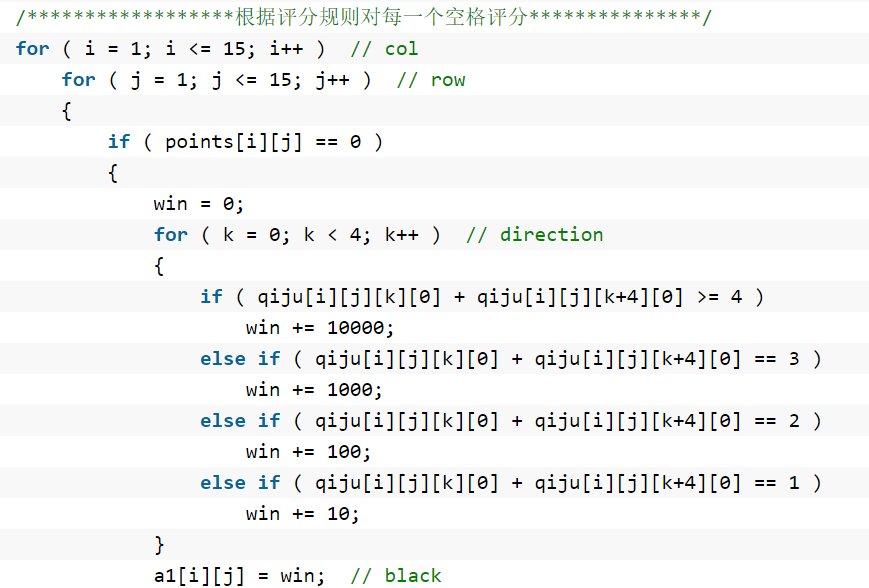 /******************根据评分规则对每一个空格评分***************/
for ( i = 1; i <= 15; i++ )  // col
    for ( j = 1; j <= 15; j++ )  // row
    {
        if ( points[i][j] == 0 )
        {
            win = 0;
            for ( k = 0; k < 4; k++ )  // direction
            {
                if ( qiju[i][j][k][0] + qiju[i][j][k+4][0] >= 4 )
                    win += 10000;
                else if ( qiju[i][j][k][0] + qiju[i][j][k+4][0] == 3 )
                    win += 1000;
                else if ( qiju[i][j][k][0] + qiju[i][j][k+4][0] == 2 )
                    win += 100;
                else if ( qiju[i][j][k][0] + qiju[i][j][k+4][0] == 1 )
                    win += 10;
            }
            a1[i][j] = win;  // black